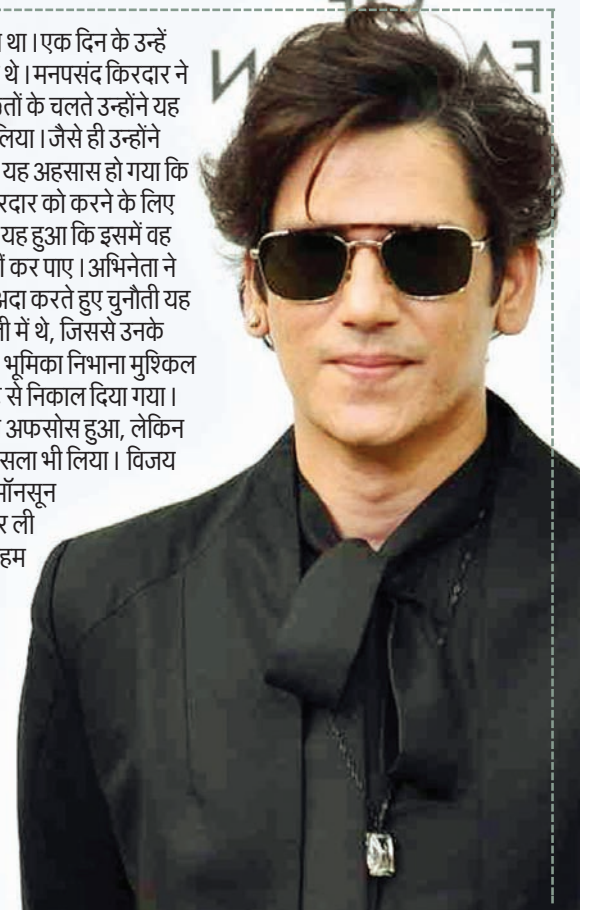 था। एक दिन के उन्हें
थे। मनपसंद किरदार ने
तों के चलते उन्होंने यह
लिया। जैसे ही उन्होंने
यह अहसास हो गया कि
रदार को करने के लिए
यह हुआ कि इसमें वह
कर पाए। अभिनेता ने
अदा करते हुए चुनौती यह
ली में थे, जिससे उनके
भूमिका निभाना मुश्किल
से निकाल दिया गया।
अफसोस हुआ, लेकिन
सला भी लिया। विजय
मॉनसून
र ली
हम